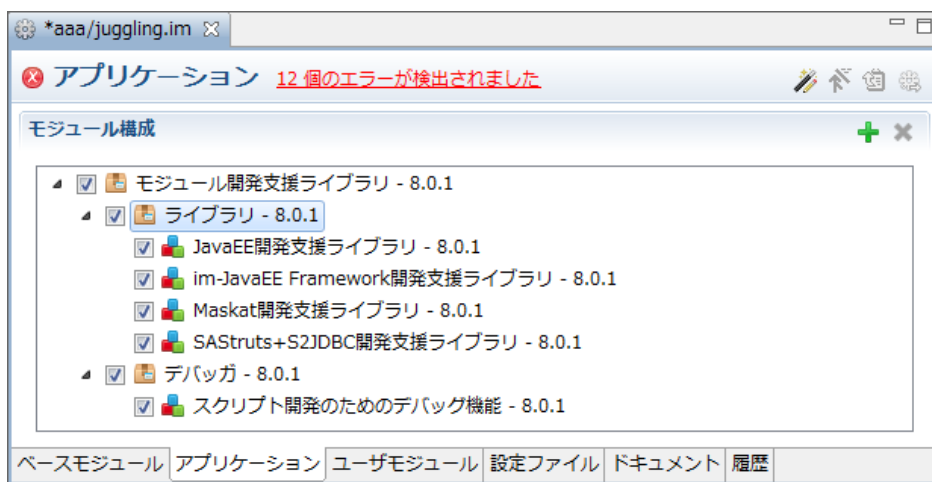 *aaa/juggling.im
アプリケーション 12 個のエラーが検出されました
モジュール構成
モジュール開発支援ライブラリ - 8.0.1
ライブラリ - 8.0.1
JavaEE開発支援ライブラリ - 8.0.1
im-JavaEE Framework開発支援ライブラリ - 8.0.1
Maskat開発支援ライブラリ - 8.0.1
SAStruts+S2JDBC開発支援ライブラリ - 8.0.1
デバッガ - 8.0.1
スクリプト開発のためのデバッグ機能 - 8.0.1
ベースモジュール アプリケーション ユーザモジュール 設定ファイル ドキュメント 履歴